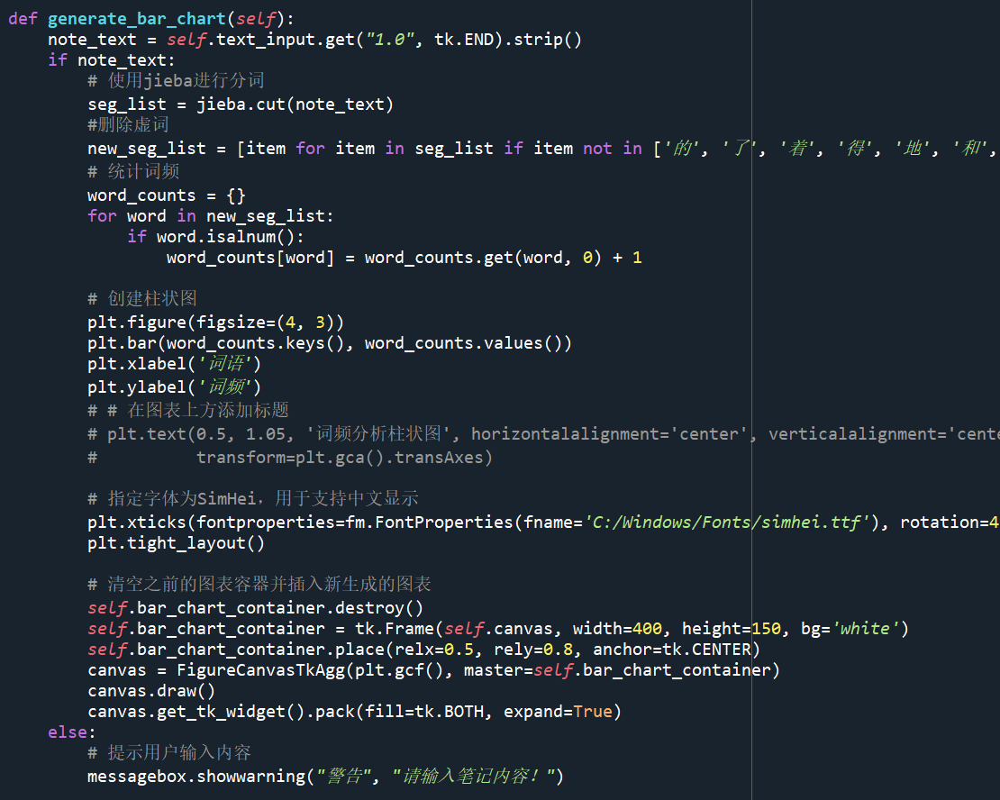 def generate_bar_chart(self):
    note_text = self.text_input.get("1.0", tk.END).strip()
    if note_text:
        # 使用jieba进行分词
        seg_list = jieba.cut(note_text)
        #删除虚词
        new_seg_list = [item for item in seg_list if item not in ['的', '了', '着', '得', '地', '和',
        # 统计词频
        word_counts = {}
        for word in new_seg_list:
            if word.isalnum():
                word_counts[word] = word_counts.get(word, 0) + 1
        # 创建柱状图
        plt.figure(figsize=(4, 3))
        plt.bar(word_counts.keys(), word_counts.values())
        plt.xlabel('词语')
        plt.ylabel('词频')
        # # 在图表上方添加标题
        # plt.text(0.5, 1.05, '词频分析柱状图', horizontalalignment='center', verticalalignment='cente
        #          transform=plt.gca().transAxes)
        # 指定字体为SimHei，用于支持中文显示
        plt.xticks(fontproperties=fm.FontProperties(fname='C:/Windows/Fonts/simhei.ttf'), rotation=4
        plt.tight_layout()
        # 清空之前的图表容器并插入新生成的图表
        self.bar_chart_container.destroy()
        self.bar_chart_container = tk.Frame(self.canvas, width=400, height=150, bg='white')
        self.bar_chart_container.place(relx=0.5, rely=0.8, anchor=tk.CENTER)
        canvas = FigureCanvasTkAgg(plt.gcf(), master=self.bar_chart_container)
        canvas.draw()
        canvas.get_tk_widget().pack(fill=tk.BOTH, expand=True)
    else:
        # 提示用户输入内容
        messagebox.showwarning("警告", "请输入笔记内容！")